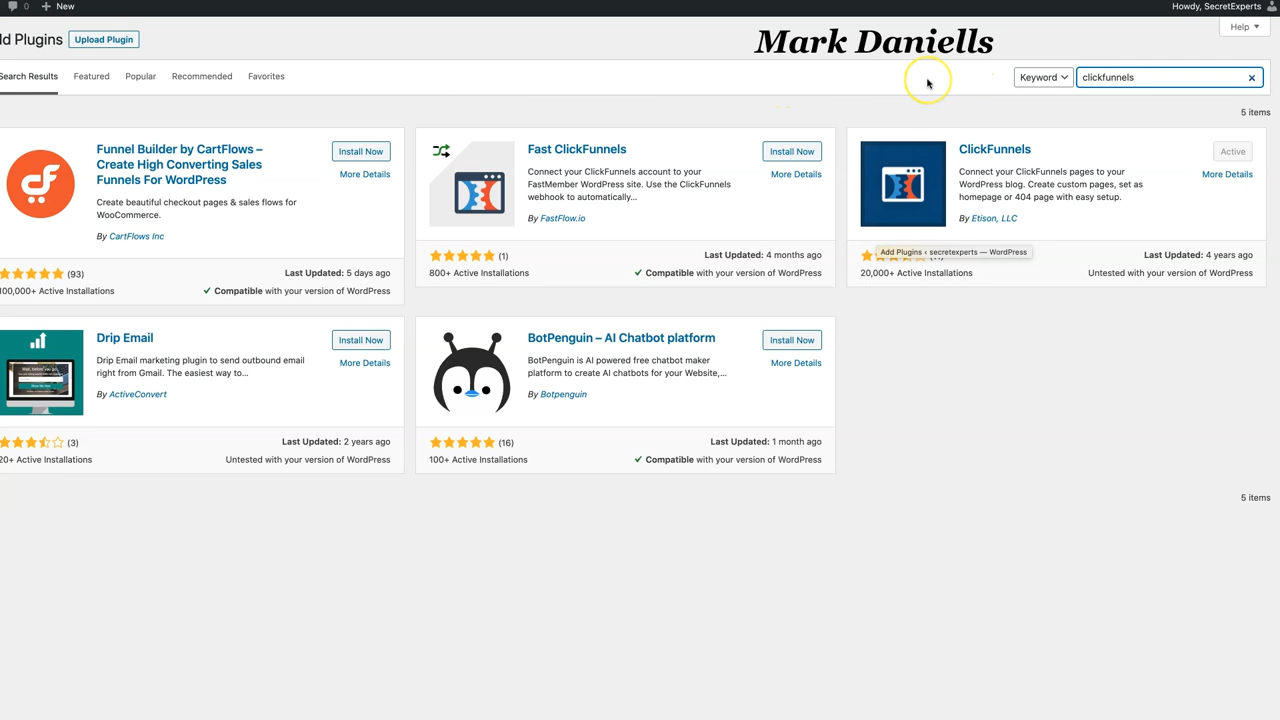 0 New Howdy, SecretExperts
dd Plugins Upload Plugin Mark Daniells Help
Search Results Featured Popular Recommended Favorites Keyword clickfunnels
5 items
Funnel Builder by CartFlows –
Create High Converting Sales
Funnels For WordPress
Install Now
More Details
Create beautiful checkout pages & sales flows for
WooCommerce.
By CartFlows Inc
(93) Last Updated: 5 days ago
100,000+ Active Installations Compatible with your version of WordPress
Fast ClickFunnels
Install Now
More Details
Connect your ClickFunnels account to your
FastMember WordPress site. Use the ClickFunnels
webhook to automatically...
By FastFlow.io
(1) Last Updated: 4 months ago
800+ Active Installations Compatible with your version of WordPress
ClickFunnels
Active
More Details
Connect your ClickFunnels pages to your
WordPress blog. Create custom pages, set as
homepage or 404 page with easy setup.
By Etison, LLC
Add Plugins ‹ secretexperts — WordPress
Last Updated: 4 years ago
20,000+ Active Installations Untested with your version of WordPress
Drip Email
Install Now
More Details
Drip Email marketing plugin to send outbound email
right from Gmail. The easiest way to...
By ActiveConvert
(3) Last Updated: 2 years ago
20+ Active Installations Untested with your version of WordPress
BotPenguin – AI Chatbot platform
Install Now
More Details
BotPenguin is AI powered free chatbot maker
platform to create AI chatbots for your Website,...
By Botpenguin
(16) Last Updated: 1 month ago
100+ Active Installations Compatible with your version of WordPress
5 items